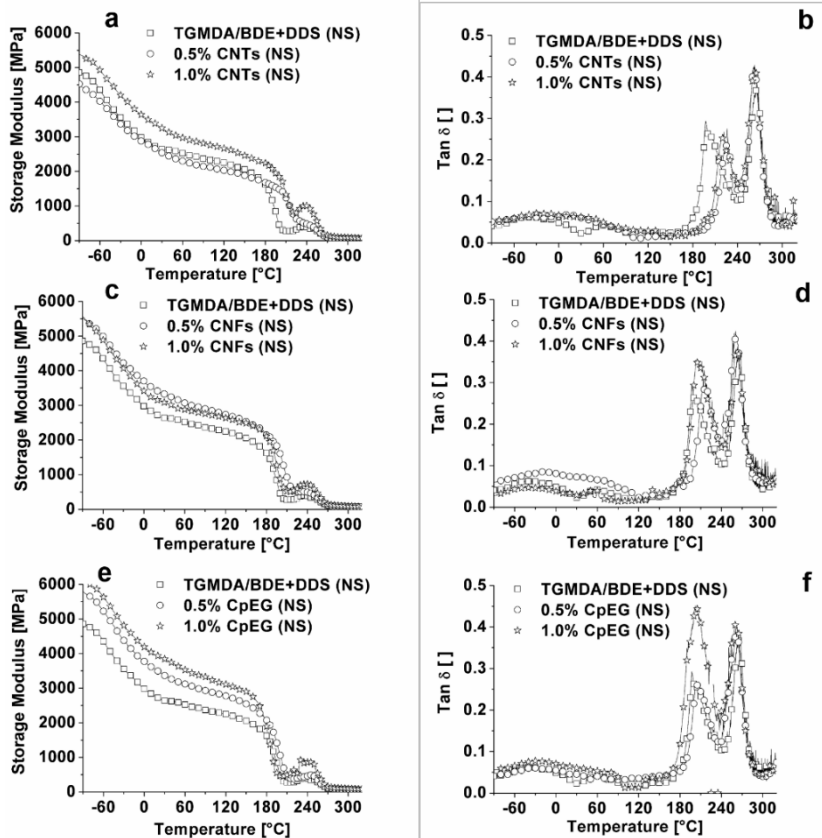 a
TGMDA/BDE+DDS (NS)
0.5% CNTs (NS)
1.0% CNTs (NS)
Storage Modulus [MPa]
6000
5000
4000
3000
2000
1000
0
-60 0 60 120 180 240 300
Temperature [°C]
b
TGMDA/BDE+DDS (NS)
0.5% CNTs (NS)
1.0% CNTs (NS)
Tan δ [ ]
0.5
0.4
0.3
0.2
0.1
0.0
-60 0 60 120 180 240 300
Temperature [°C]
c
TGMDA/BDE+DDS (NS)
0.5% CNFs (NS)
1.0% CNFs (NS)
Storage Modulus [MPa]
6000
5000
4000
3000
2000
1000
0
-60 0 60 120 180 240 300
Temperature [°C]
d
TGMDA/BDE+DDS (NS)
0.5% CNFs (NS)
1.0% CNFs (NS)
Tan δ [ ]
0.5
0.4
0.3
0.2
0.1
0.0
-60 0 60 120 180 240 300
Temperature [°C]
e
TGMDA/BDE+DDS (NS)
0.5% CpEG (NS)
1.0% CpEG (NS)
Storage Modulus [MPa]
6000
5000
4000
3000
2000
1000
0
-60 0 60 120 180 240 300
Temperature [°C]
f
TGMDA/BDE+DDS (NS)
0.5% CpEG (NS)
1.0% CpEG (NS)
Tan δ [ ]
0.5
0.4
0.3
0.2
0.1
0.0
-60 0 60 120 180 240 300
Temperature [°C]